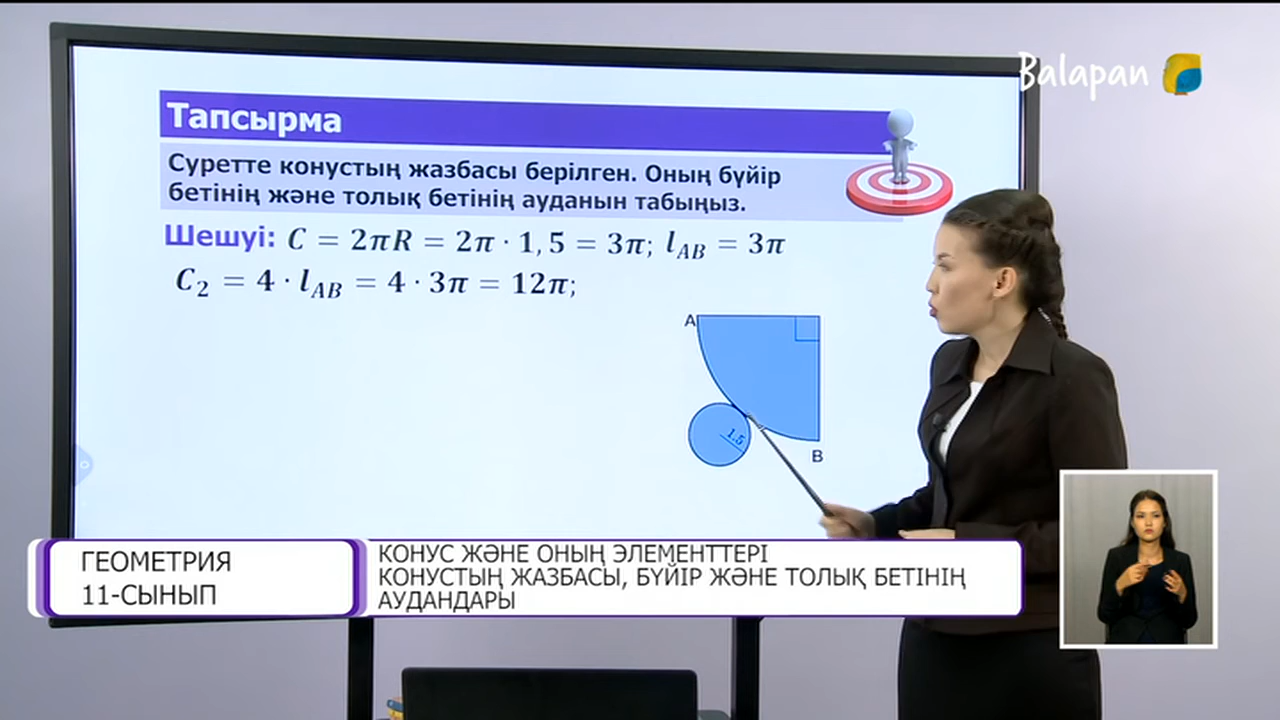 Balapan
Тапсырма
Суретте конустың жазбасы берілген. Оның бүйір
бетінің және толық бетінің ауданын табыңыз.
Шешуі: C = 2πR = 2π · 1, 5 = 3π; l_AB = 3π
C₂ = 4 · l_AB = 4 · 3π = 12π;
A
1.5
B
ГЕОМЕТРИЯ
11-СЫНЫП
КОНУС ЖӘНЕ ОНЫҢ ЭЛЕМЕНТТЕРІ
КОНУСТЫҢ ЖАЗБАСЫ, БҮЙІР ЖӘНЕ ТОЛЫҚ БЕТІНІҢ
АУДАНДАРЫ